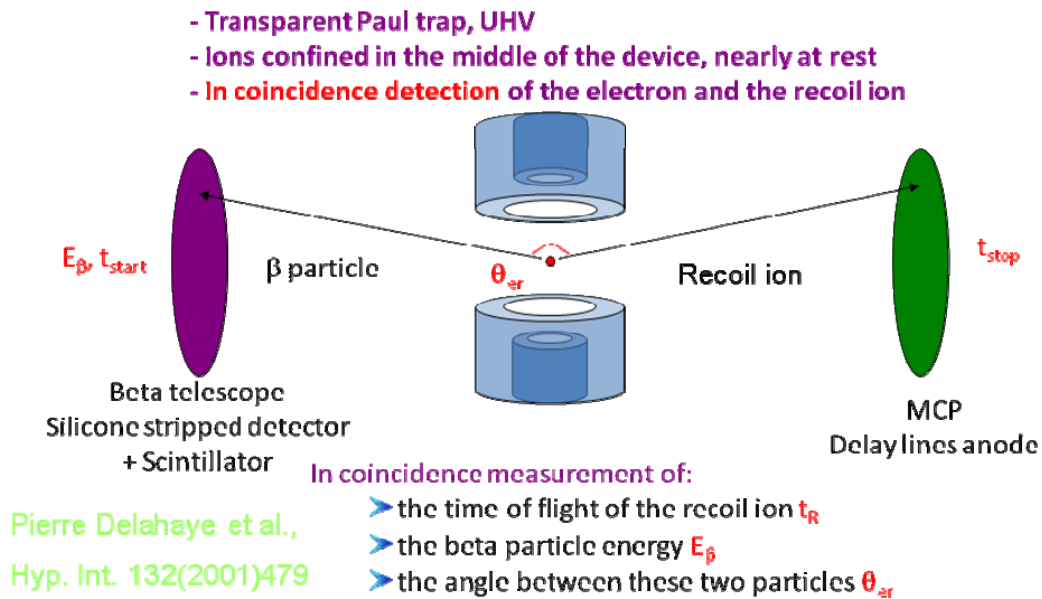 - Transparent Paul trap, UHV
- Ions confined in the middle of the device, nearly at rest
- In coincidence detection of the electron and the recoil ion
Eβ, tstart
β particle
θer
Recoil ion
tstop
Beta telescope
Silicone stripped detector
+ Scintillator
MCP
Delay lines anode
In coincidence measurement of:
➤ the time of flight of the recoil ion tR
➤ the beta particle energy Eβ
➤ the angle between these two particles θer
Pierre Delahaye et al.,
Hyp. Int. 132(2001)479